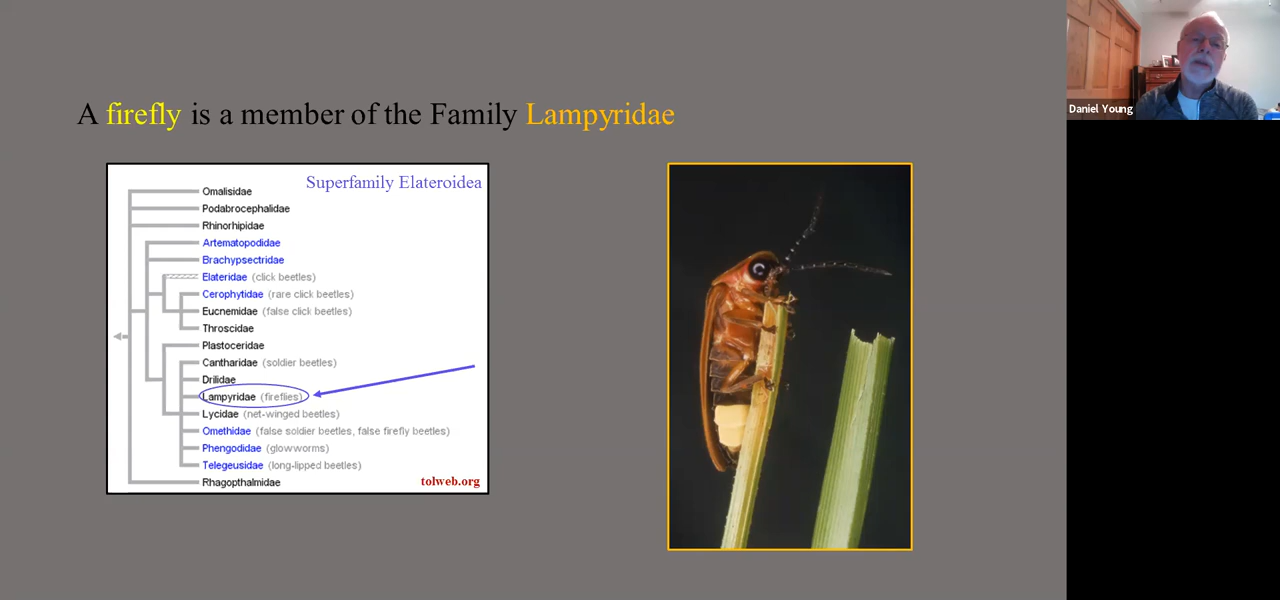 A firefly is a member of the Family Lampyridae
Superfamily Elateroidea
Omalisidae
Podabrocephalidae
Rhinorhipidae
Artematopodidae
Brachypsectridae
Elateridae (click beetles)
Cerophytidae (rare click beetles)
Eucnemidae (false click beetles)
Throscidae
Plastoceridae
Cantharidae (soldier beetles)
Drilidae
Lampyridae (fireflies)
Lycidae (net-winged beetles)
Omethidae (false soldier beetles, false firefly beetles)
Phengodidae (glowworms)
Telegeusidae (long-lipped beetles)
Rhagopthalmidae
tolweb.org
Daniel Young